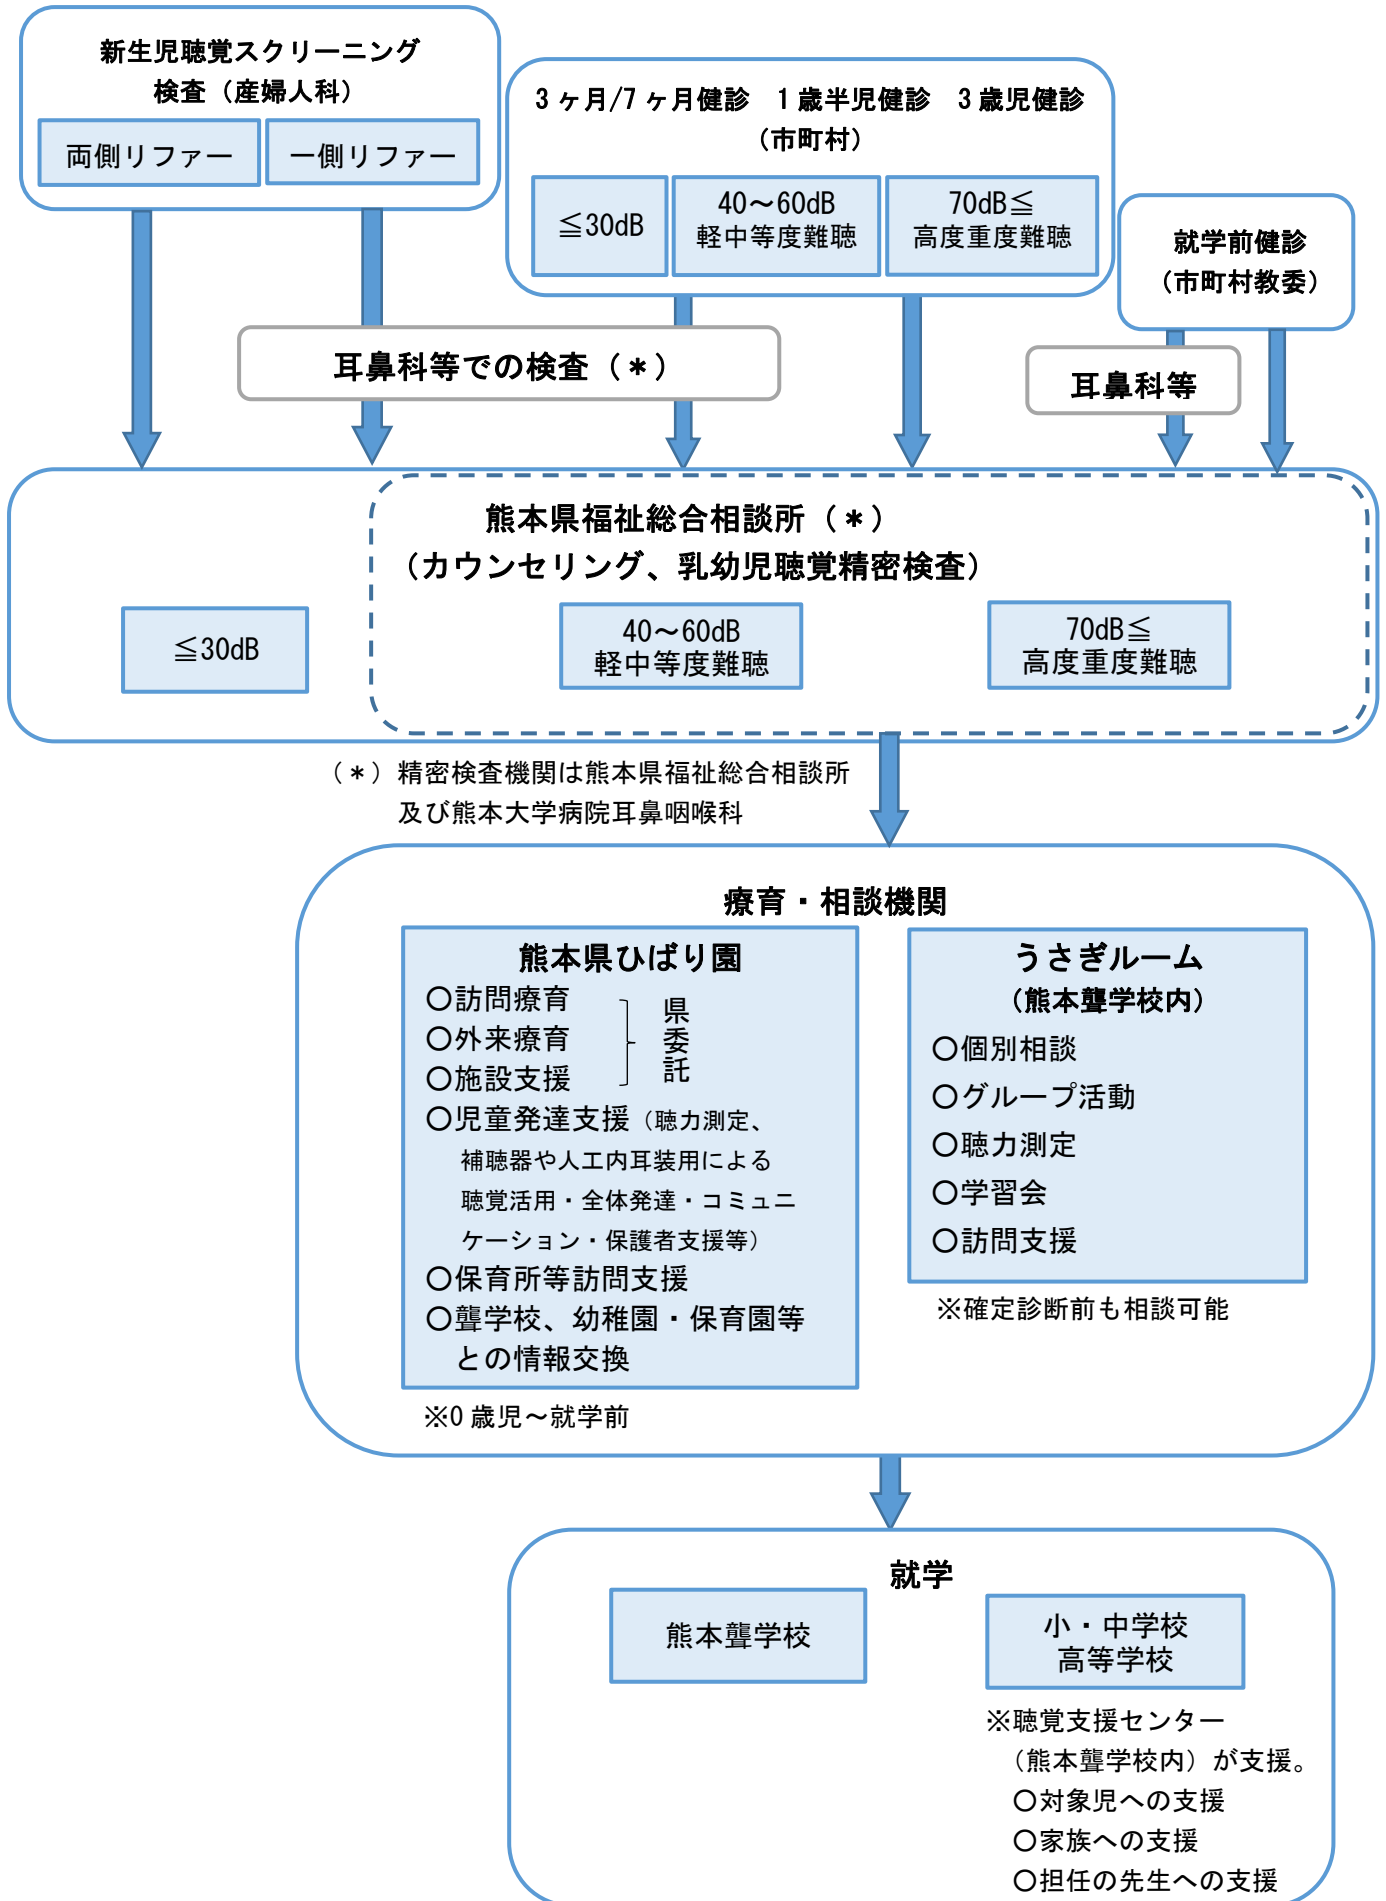 新生児聴覚スクリーニング
検査（産婦人科）
両側リファー
一側リファー
3ヶ月/7ヶ月健診　1歳半児健診　3歳児健診
（市町村）
≦30dB
40～60dB
軽中等度難聴
70dB≦
高度重度難聴
就学前健診
（市町村教委）
耳鼻科等での検査（＊）
耳鼻科等
熊本県福祉総合相談所（＊）
（カウンセリング、乳幼児聴覚精密検査）
≦30dB
40～60dB
軽中等度難聴
70dB≦
高度重度難聴
（＊）精密検査機関は熊本県福祉総合相談所
及び熊本大学病院耳鼻咽喉科
療育・相談機関
熊本県ひばり園
〇訪問療育
〇外来療育
〇施設支援
県委託
〇児童発達支援（聴力測定、
補聴器や人工内耳装用による
聴覚活用・全体発達・コミュニ
ケーション・保護者支援等）
〇保育所等訪問支援
〇聾学校、幼稚園・保育園等
との情報交換
※0歳児～就学前
うさぎルーム
（熊本聾学校内）
〇個別相談
〇グループ活動
〇聴力測定
〇学習会
〇訪問支援
※確定診断前も相談可能
就学
熊本聾学校
小・中学校
高等学校
※聴覚支援センター
（熊本聾学校内）が支援。
〇対象児への支援
〇家族への支援
〇担任の先生への支援